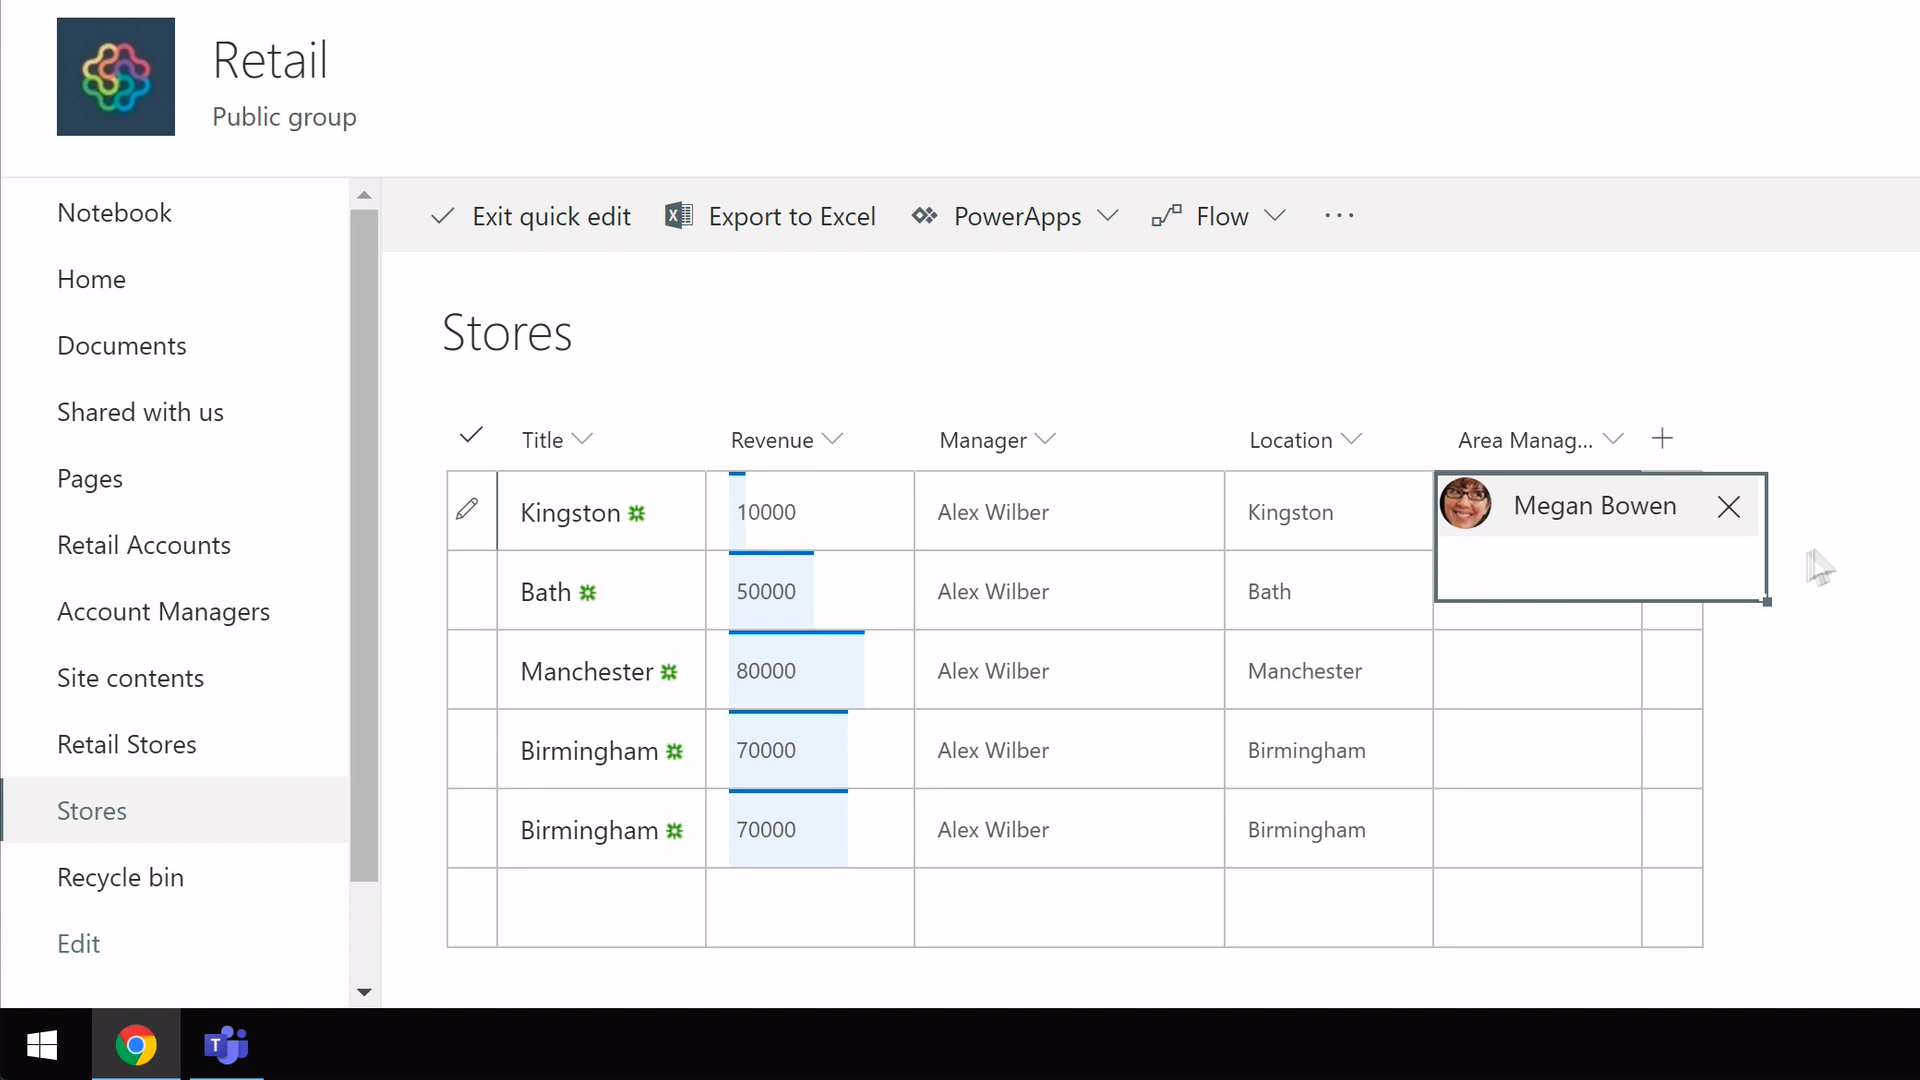 Retail
Public group
Notebook
Home
Documents
Shared with us
Pages
Retail Accounts
Account Managers
Site contents
Retail Stores
Stores
Recycle bin
Edit
Exit quick edit Export to Excel PowerApps Flow ...
Stores
Title Revenue Manager Location Area Manag...
Kingston 10000 Alex Wilber Kingston Megan Bowen
Bath 50000 Alex Wilber Bath
Manchester 80000 Alex Wilber Manchester
Birmingham 70000 Alex Wilber Birmingham
Birmingham 70000 Alex Wilber Birmingham